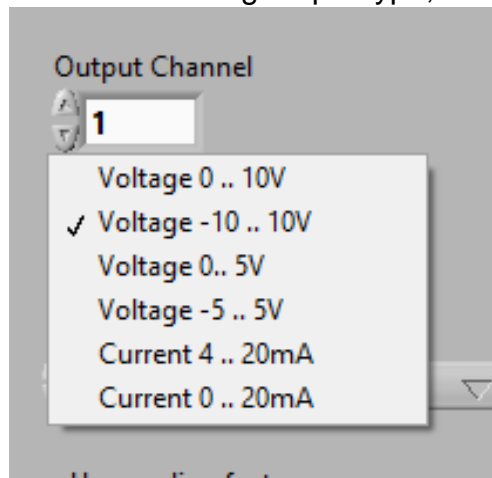 Output Channel
1
Voltage 0 .. 10V
✓ Voltage -10 .. 10V
Voltage 0.. 5V
Voltage -5 .. 5V
Current 4 .. 20mA
Current 0 .. 20mA